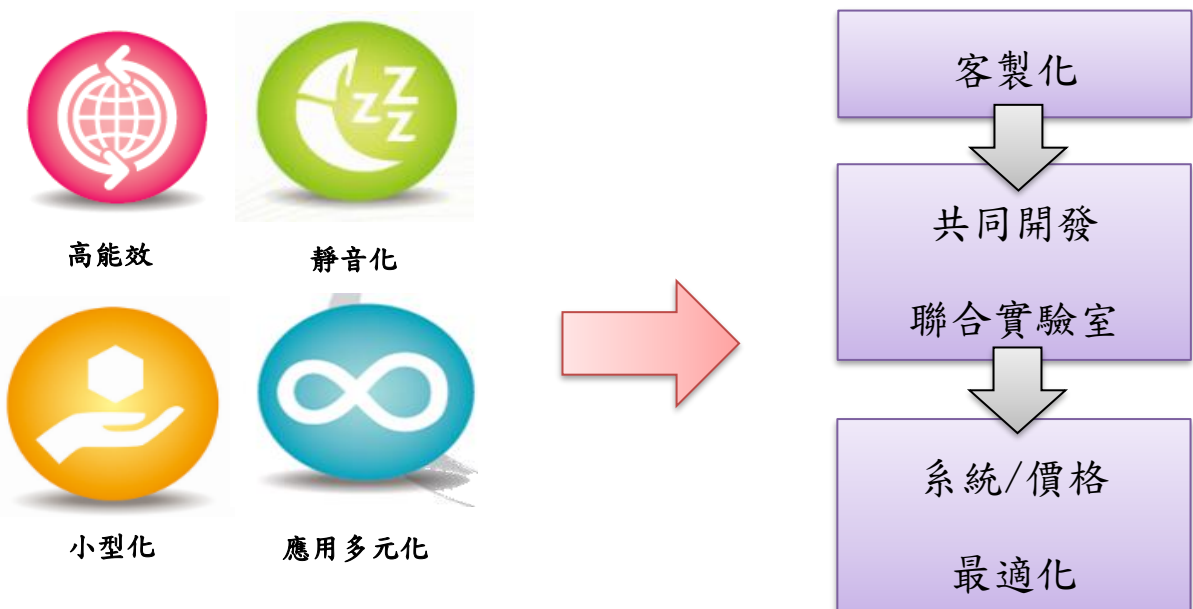 zZZ
高能效
靜音化
小型化
應用多元化
客製化
共同開發
聯合實驗室
系統/價格
最適化